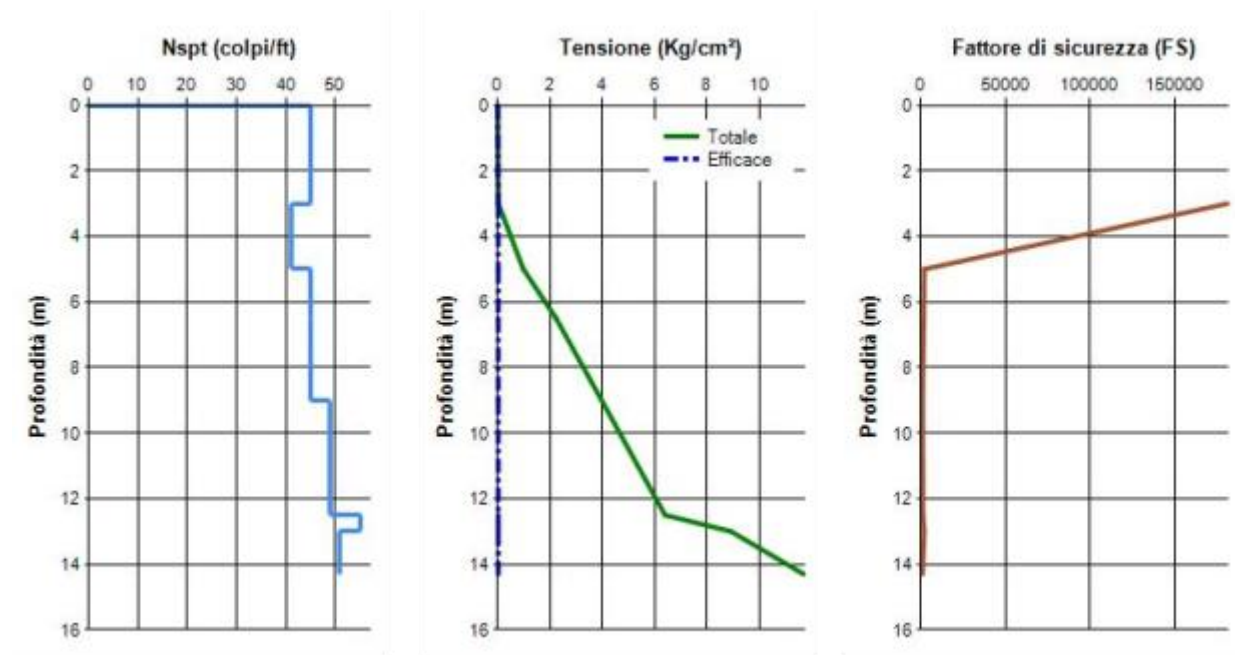 Nspt (colpi/ft)
0 10 20 30 40 50
0
2
4
6
8
10
12
14
16
Profondità (m)
Tensione (Kg/cm²)
0 2 4 6 8 10
0
2
4
6
8
10
12
14
16
Profondità (m)
Totale
Efficace
Fattore di sicurezza (FS)
0 50000 100000 150000
0
2
4
6
8
10
12
14
16
Profondità (m)